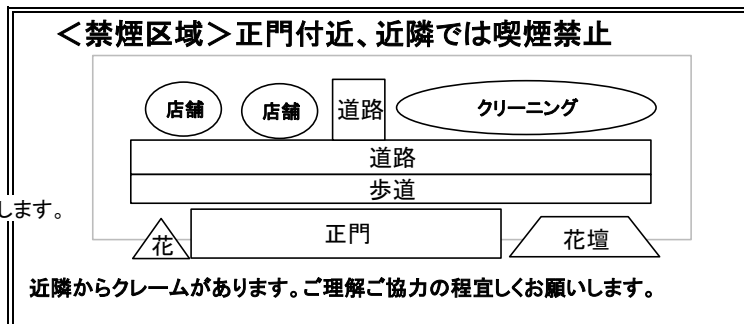 ＜禁煙区域＞正門付近、近隣では喫煙禁止
店舗 店舗 道路 クリーニング
道路
歩道
します。
花 正門 花壇
近隣からクレームがあります。ご理解ご協力の程宜しくお願いします。